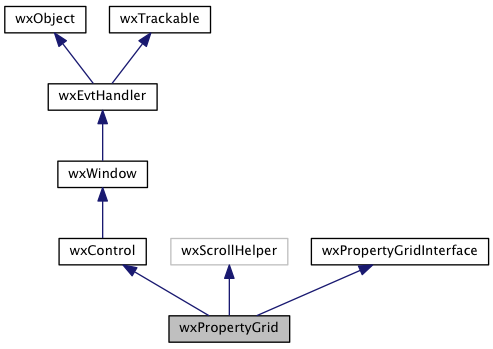 wxObject
wxTrackable
wxEvtHandler
wxWindow
wxControl
wxScrollHelper
wxPropertyGridInterface
wxPropertyGrid